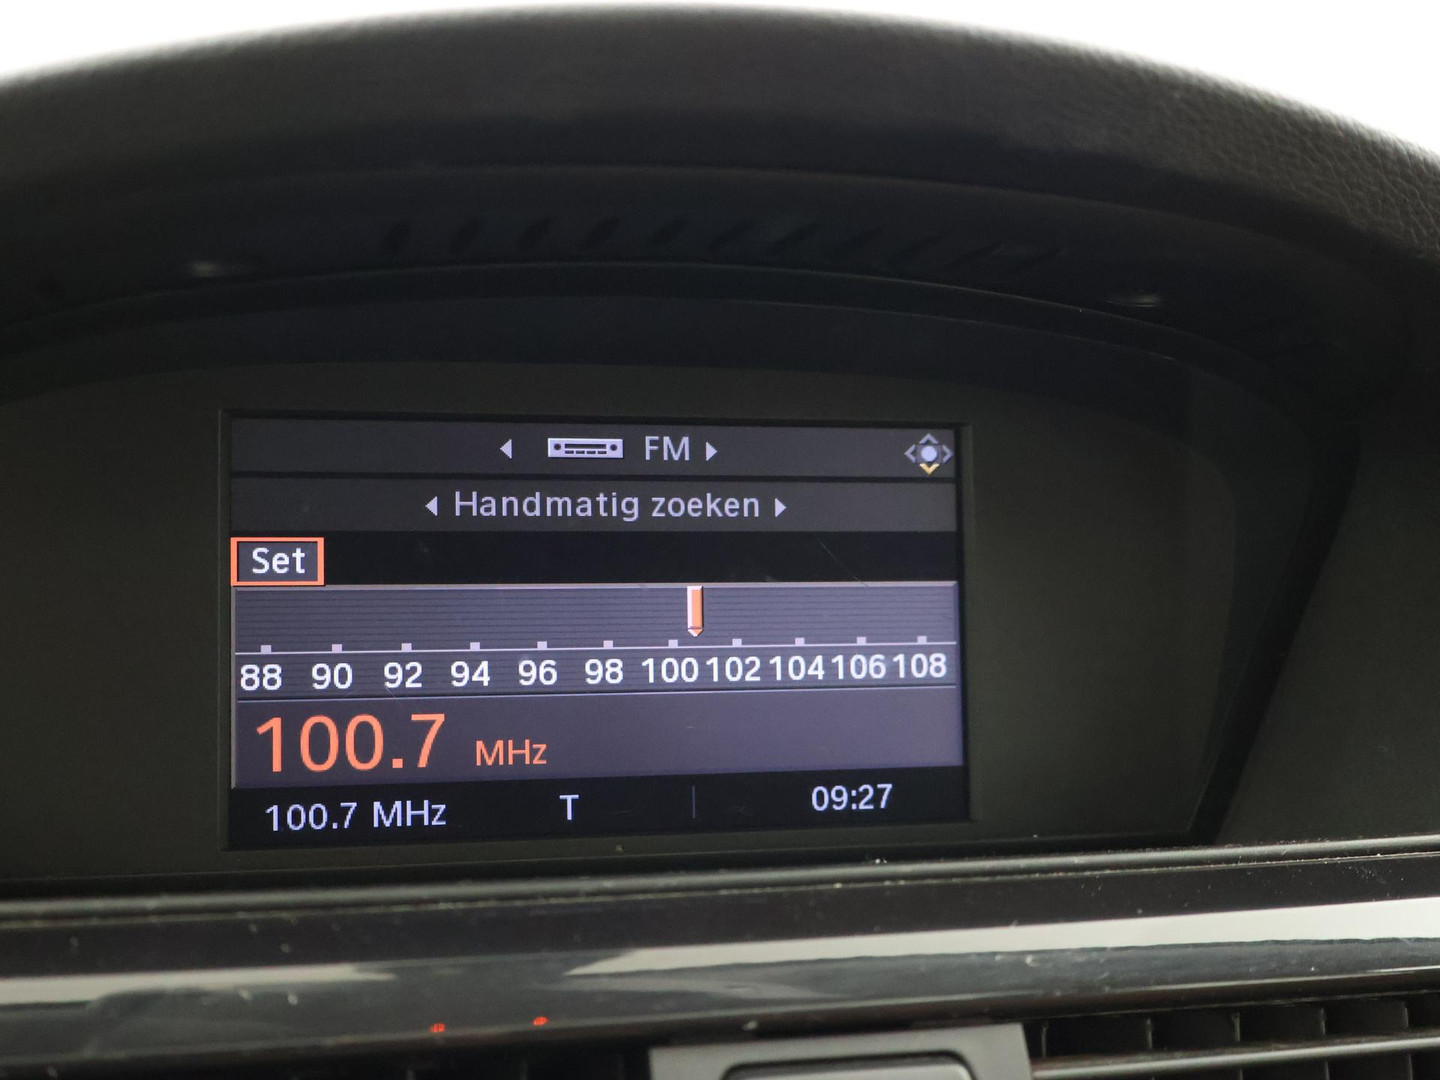 FM
Handmatig zoeken
Set
88 90 92 94 96 98 100 102 104 106 108
100.7 MHz
100.7 MHz T 09:27